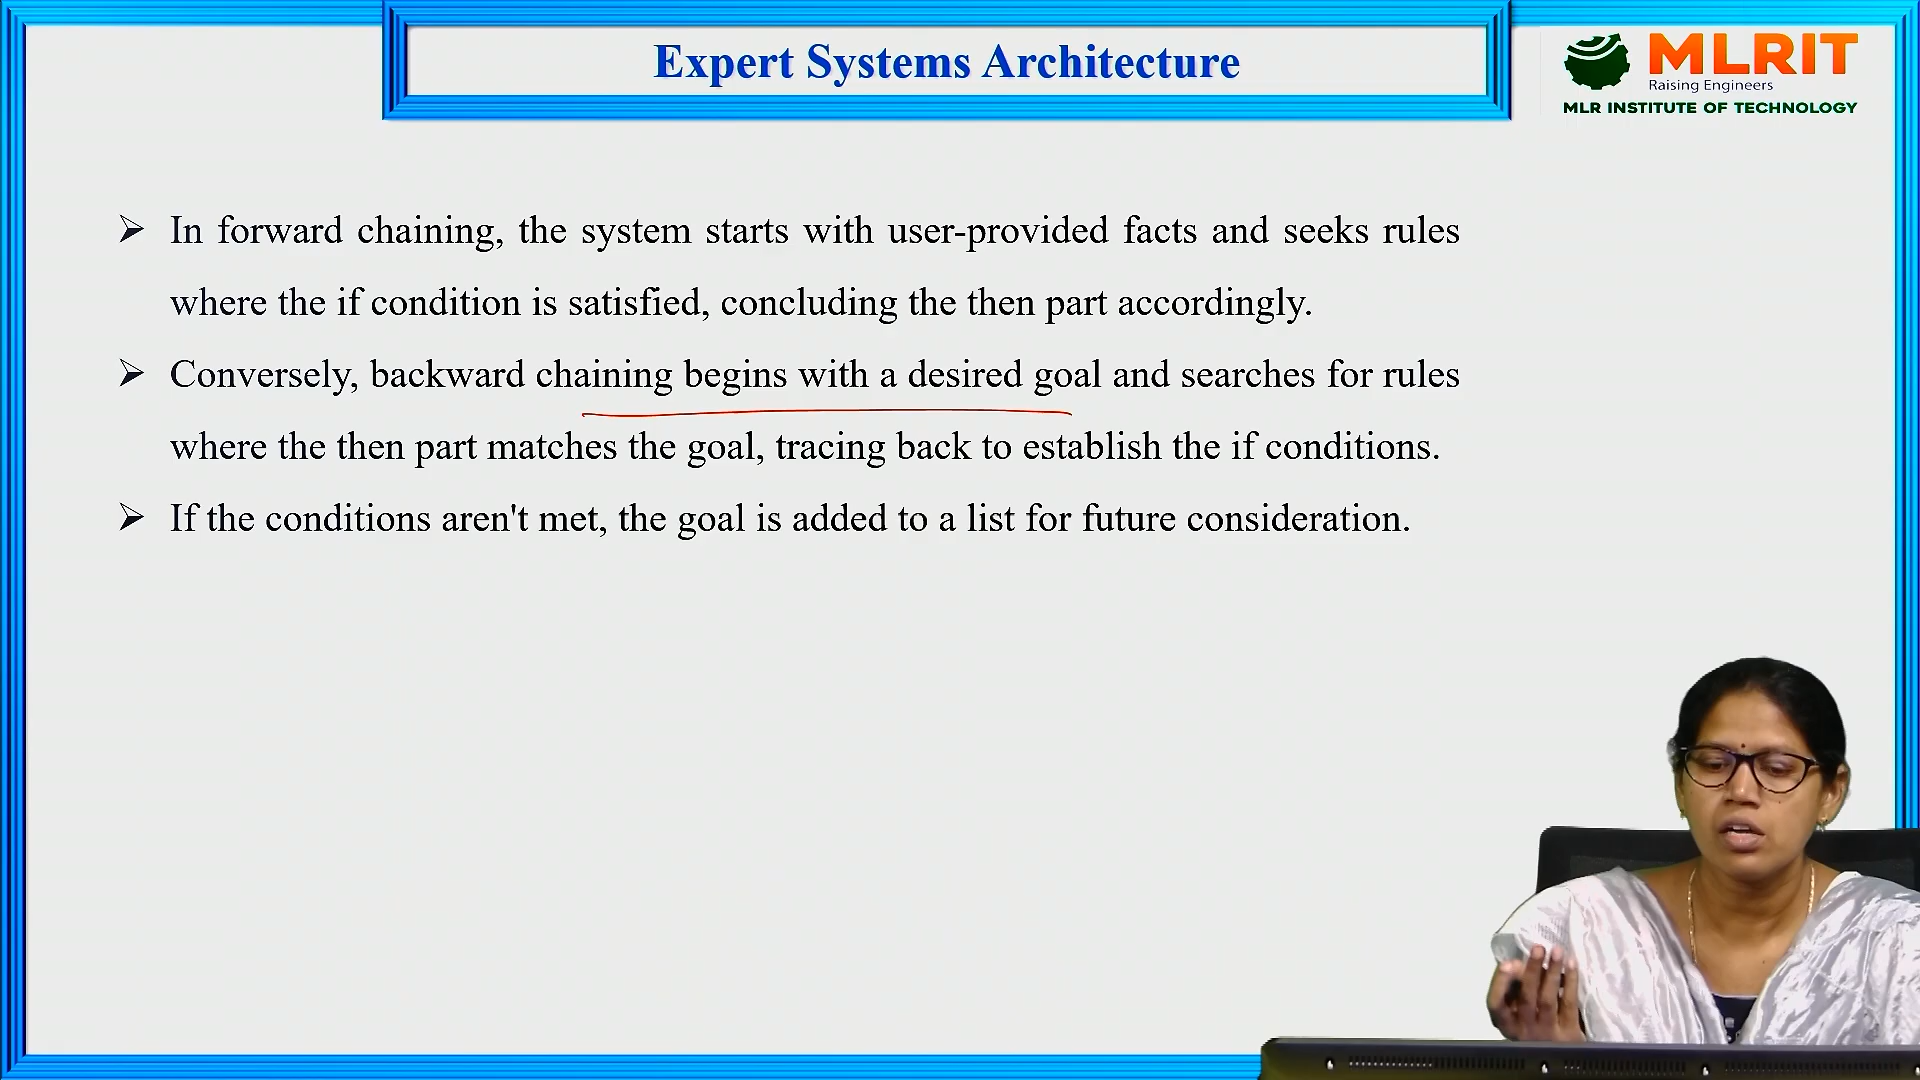 Expert Systems Architecture
MLRIT
Raising Engineers
MLR INSTITUTE OF TECHNOLOGY
In forward chaining, the system starts with user-provided facts and seeks rules
where the if condition is satisfied, concluding the then part accordingly.
Conversely, backward chaining begins with a desired goal and searches for rules
where the then part matches the goal, tracing back to establish the if conditions.
If the conditions aren't met, the goal is added to a list for future consideration.